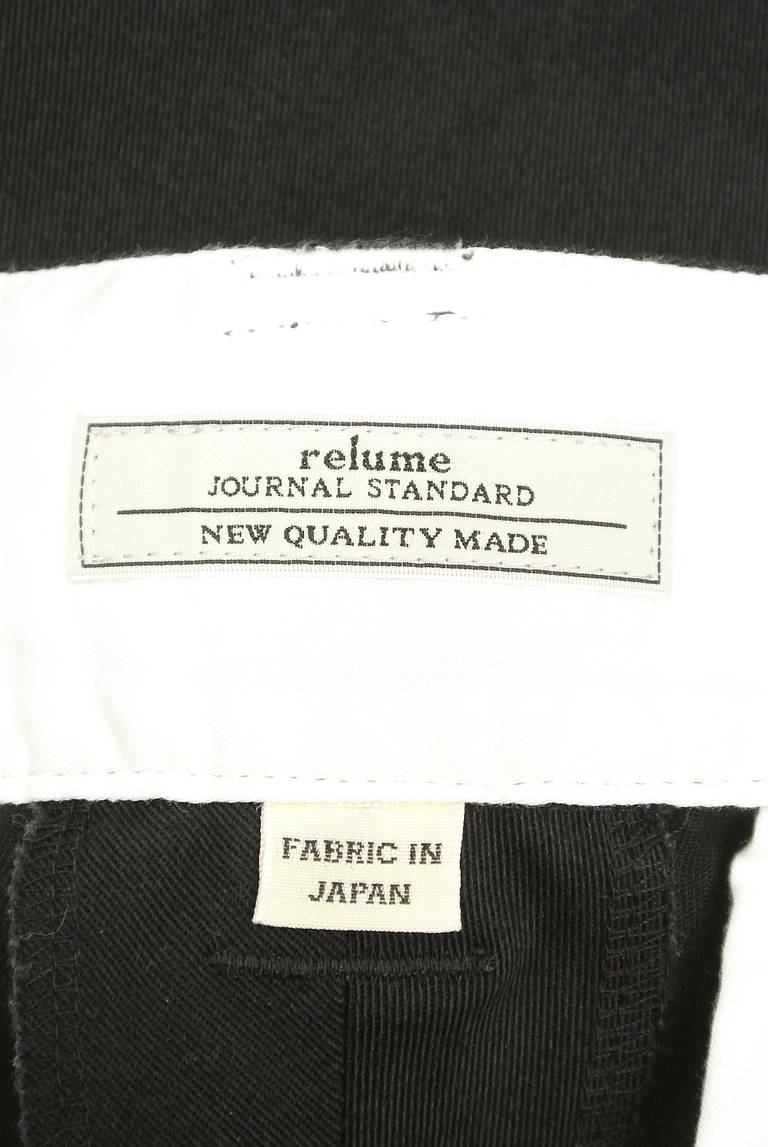 relume
JOURNAL STANDARD
NEW QUALITY MADE
FABRIC IN
JAPAN